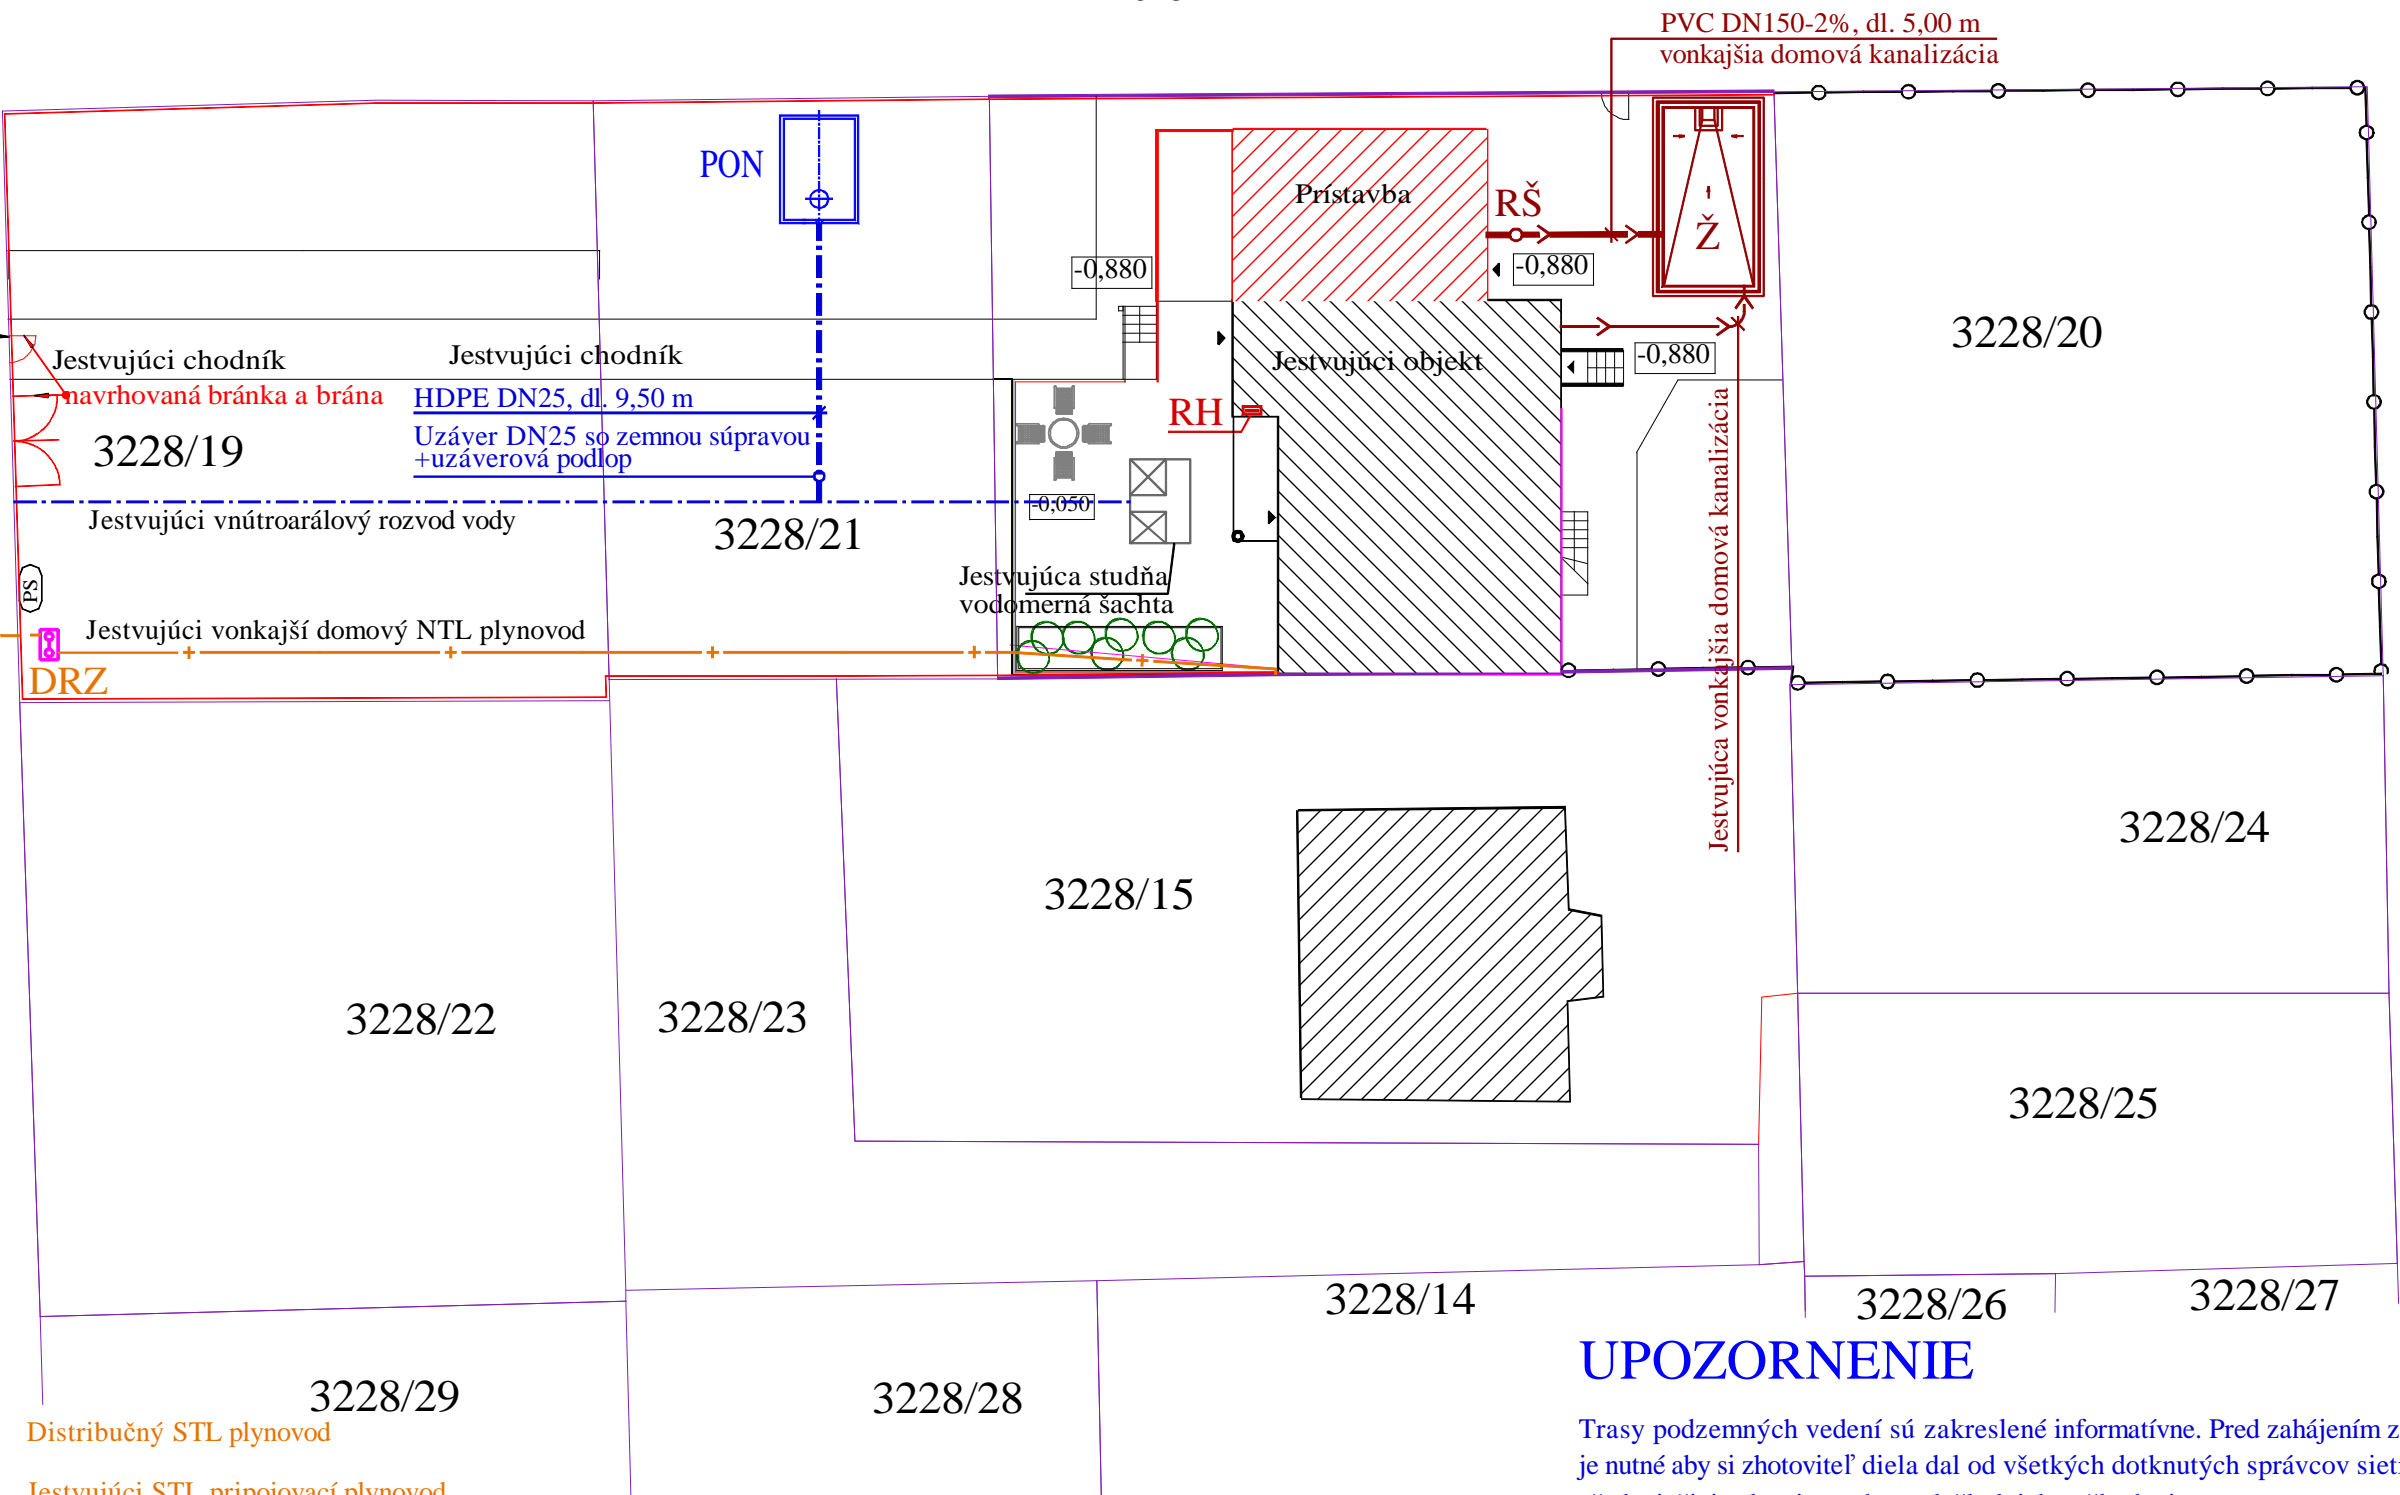 PVC DN150-2%, dl. 5,00 m
vonkajšia domová kanalizácia
PON
Prístavba
RŠ
Ž
-0,880
-0,880
3228/20
Jestvujúci chodník
Jestvujúci chodník
Jestvujúci objekt
-0,880
navrhovaná bránka a brána
HDPE DN25, dl. 9,50 m
RH
3228/19
Uzáver DN25 so zemnou súpravou
+uzáverová podlop
-0,050
Jestvujúci vnútroarálový rozvod vody
3228/21
Jestvujúca studňa
vodomerná šachta
PS
Jestvujúci vonkajší domový NTL plynovod
DRZ
Jestvujúca vonkajšia domová kanalizácia
3228/24
3228/15
3228/22
3228/23
3228/25
3228/14
3228/26
3228/27
UPOZORNENIE
3228/29
3228/28
Distribučný STL plynovod
Trasy podzemných vedení sú zakreslené informatívne. Pred zahájením z
je nutné aby si zhotoviteľ diela dal od všetkých dotknutých správcov sietí
Jestvujúci STL pripojovací plynovod